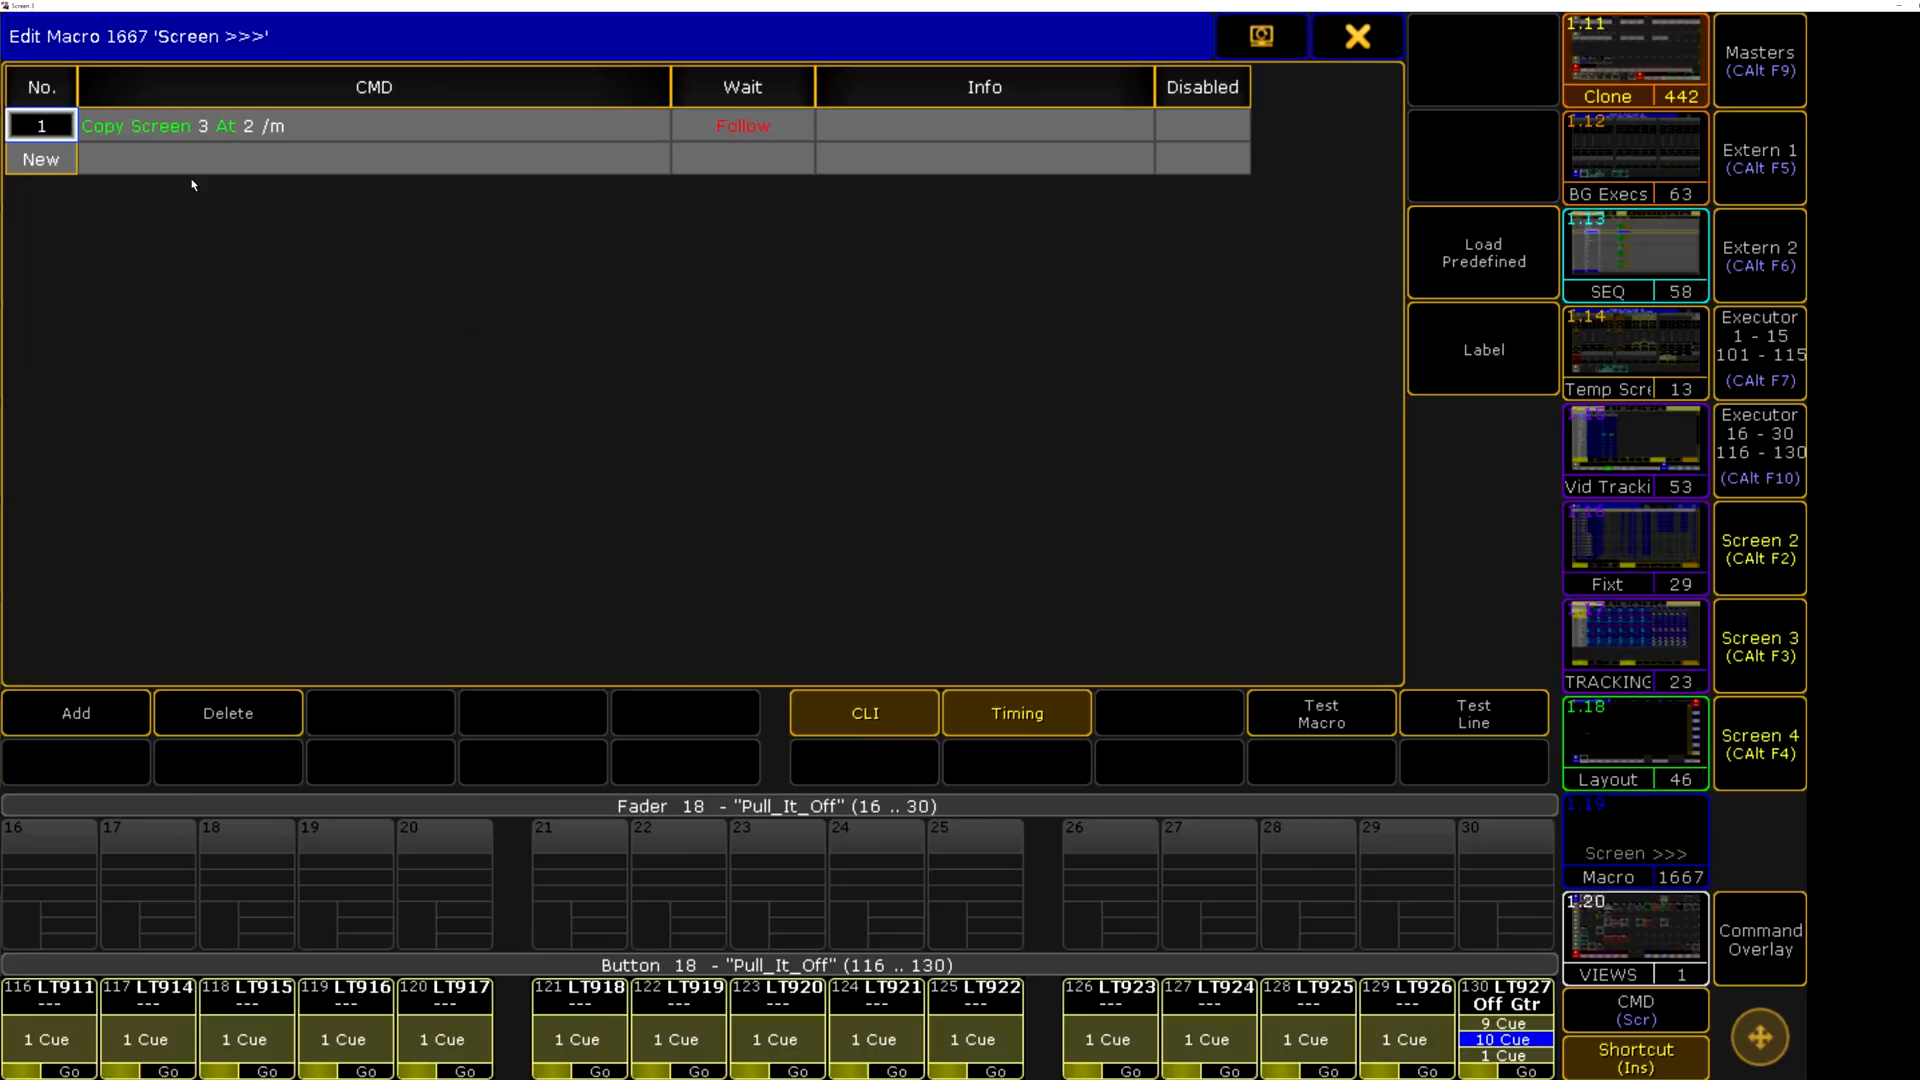 Screen 3
Edit Macro 1667 'Screen >>>'
No.
CMD
Wait
Info
Disabled
1
Copy Screen 3 At 2 /m
Follow
New
Load
Predefined
Label
1.11
Clone 442
1.12
BG Execs 63
1.13
SEQ 58
1.14
Temp Scr 13
Vid Tracki 53
1.16
Fixt 29
TRACKING 23
1.18
Layout 46
1.19
Screen >>>
Macro 1667
1.20
VIEWS 1
CMD
(Scr)
Shortcut
(Ins)
Masters
(CAlt F9)
Extern 1
(CAlt F5)
Extern 2
(CAlt F6)
Executor
1 - 15
101 - 115
(CAlt F7)
Executor
16 - 30
116 - 130
(CAlt F10)
Screen 2
(CAlt F2)
Screen 3
(CAlt F3)
Screen 4
(CAlt F4)
Command
Overlay
Add
Delete
CLI
Timing
Test
Macro
Test
Line
Fader 18 - "Pull_It_Off" (16 .. 30)
16 17 18 19 20 21 22 23 24 25 26 27 28 29 30
Button 18 - "Pull_It_Off" (116 .. 130)
116 LT911 117 LT914 118 LT915 119 LT916 120 LT917 121 LT918 122 LT919 123 LT920 124 LT921 125 LT922 126 LT923 127 LT924 128 LT925 129 LT926 130 LT927
--- --- --- --- --- --- --- --- --- --- --- --- --- --- Off Gtr
9 Cue
1 Cue 1 Cue 1 Cue 1 Cue 1 Cue 1 Cue 1 Cue 1 Cue 1 Cue 1 Cue 1 Cue 1 Cue 1 Cue 1 Cue 10 Cue
1 Cue
Go Go Go Go Go Go Go Go Go Go Go Go Go Go Go